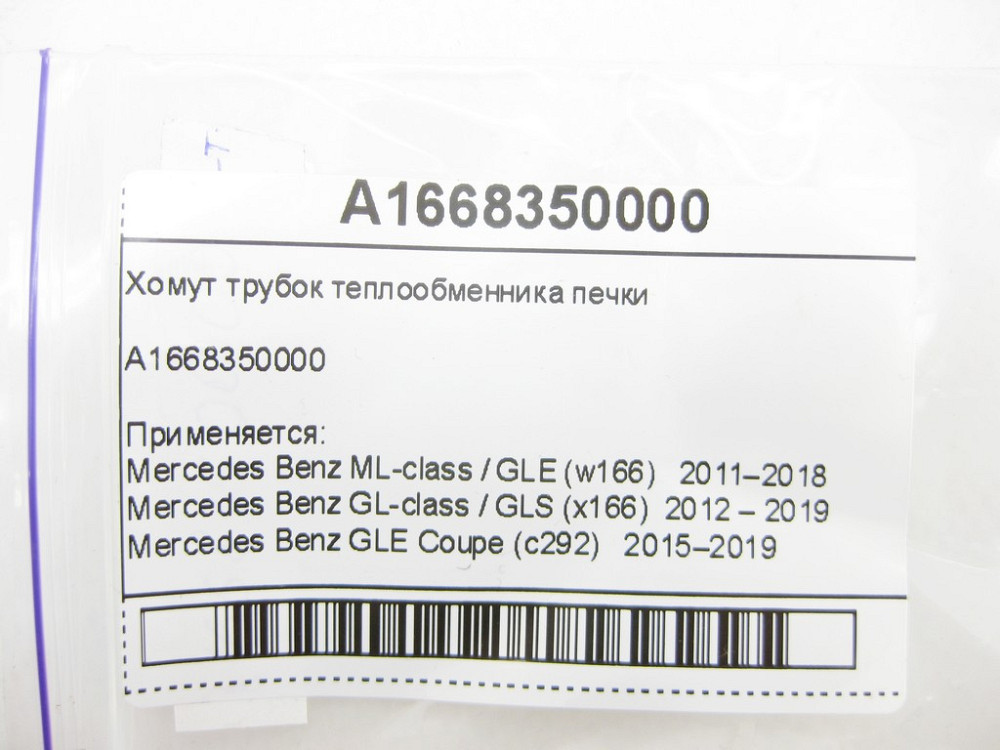 A1668350000
Хомут трубок теплообменника печки
A1668350000
Применяется:
Mercedes Benz ML-class / GLE (w166) 2011–2018
Mercedes Benz GL-class / GLS (x166) 2012 – 2019
Mercedes Benz GLE Coupe (c292) 2015–2019